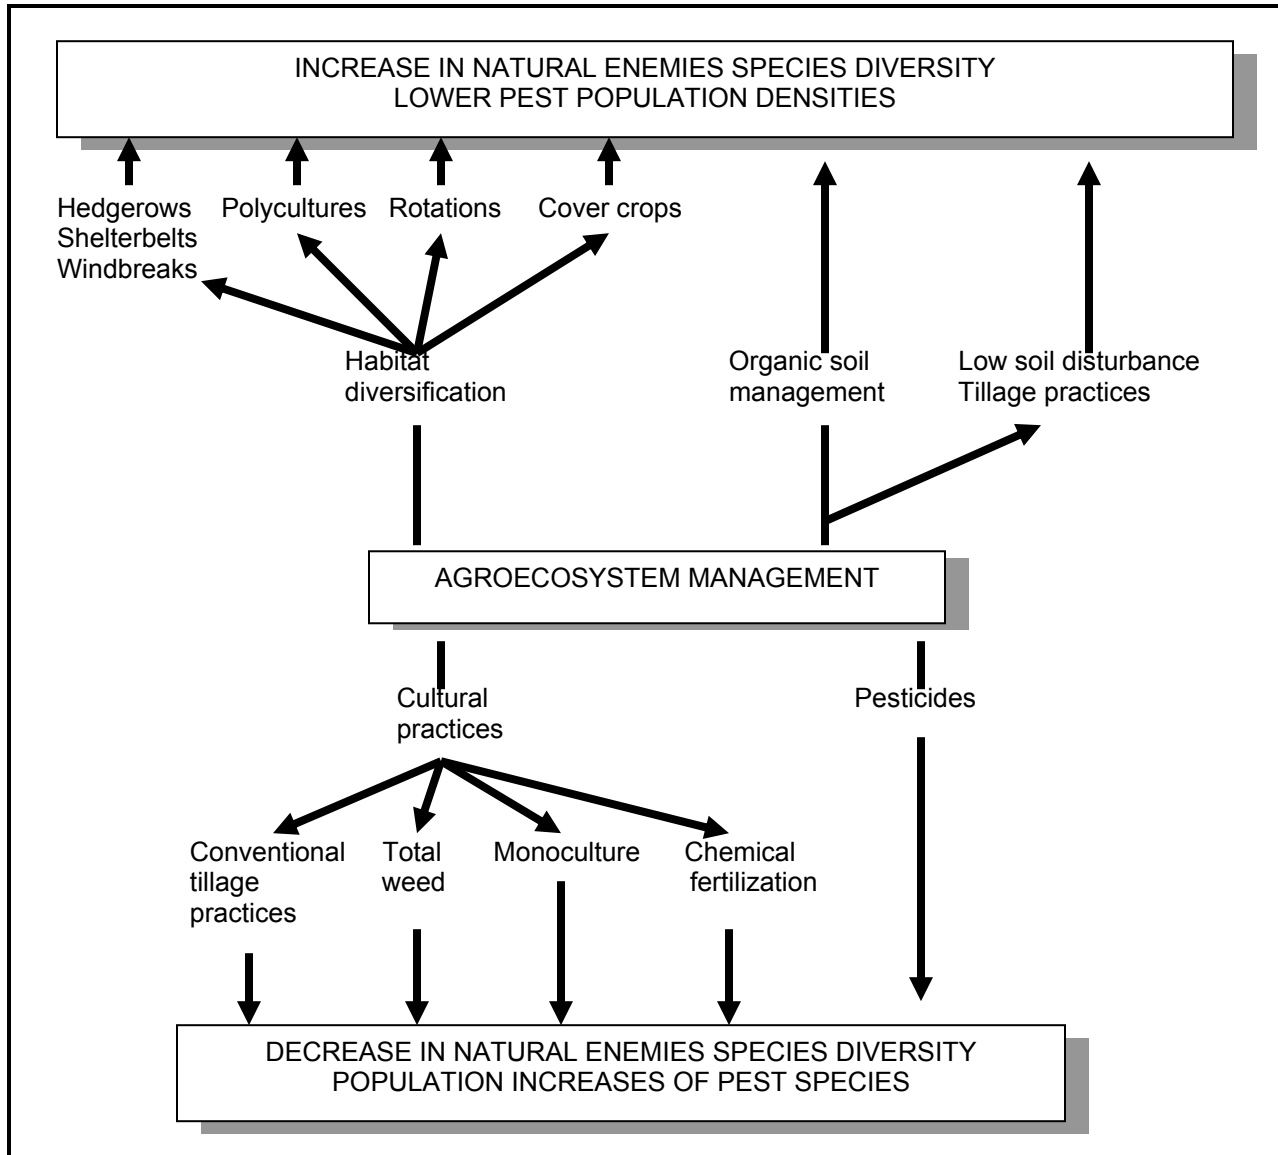 INCREASE IN NATURAL ENEMIES SPECIES DIVERSITY
LOWER PEST POPULATION DENSITIES
Hedgerows
Shelterbelts
Windbreaks
Polycultures
Rotations
Cover crops
Habitat
diversification
Organic soil
management
Low soil disturbance
Tillage practices
AGROECOSYSTEM MANAGEMENT
Cultural
practices
Pesticides
Conventional
tillage
practices
Total
weed
Monoculture
Chemical
fertilization
DECREASE IN NATURAL ENEMIES SPECIES DIVERSITY
POPULATION INCREASES OF PEST SPECIES